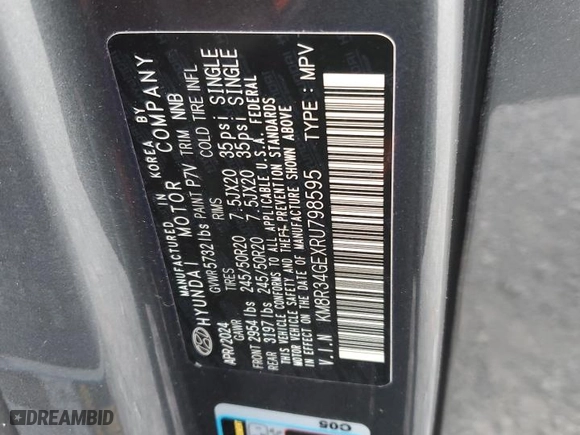 MANUFACTURED IN KOREA BY
HYUNDAI MOTOR COMPANY
APR/2024 GVWR 5732 lbs PAINT P7V TRIM NNB
GAWR TIRES RIMS COLD TIRE INFL
FRONT 2954 lbs 245/50R20 7.5JX20 35psi SINGLE
REAR 3197 lbs 245/50R20 7.5JX20 35psi SINGLE
THIS VEHICLE CONFORMS TO ALL APPLICABLE U.S.A. FEDERAL
MOTOR VEHICLE SAFETY AND THEFT PREVENTION STANDARDS
IN EFFECT ON THE DATE OF MANUFACTURE SHOWN ABOVE
V.I.N KM8R34GEXRU798595 TYPE: MPV
C05
DREAMBID